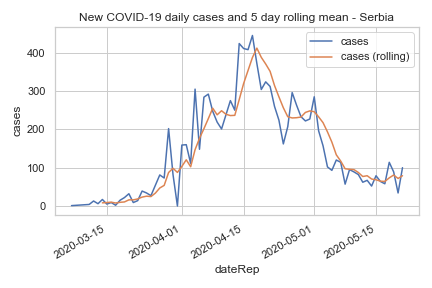 New COVID-19 daily cases and 5 day rolling mean - Serbia
cases
cases (rolling)
cases
400
300
200
100
0
2020-03-15
2020-04-01
2020-04-15
2020-05-01
2020-05-15
dateRep